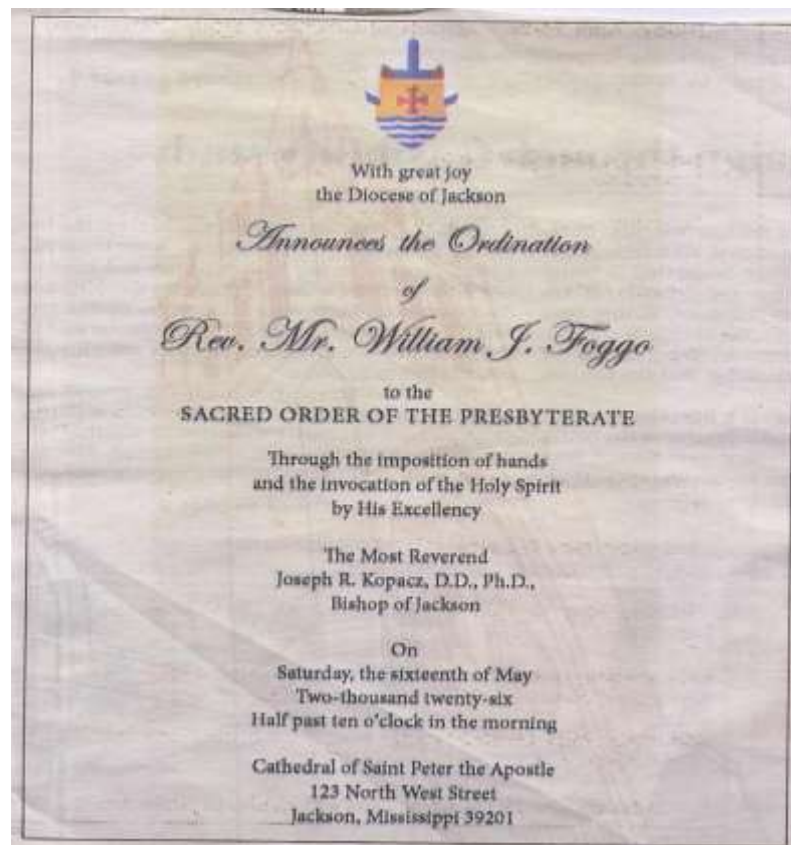 With great joy
the Diocese of Jackson
Announces the Ordination
of
Rev. Mr. William J. Foggo
to the
SACRED ORDER OF THE PRESBYTERATE
Through the imposition of hands
and the invocation of the Holy Spirit
by His Excellency
The Most Reverend
Joseph R. Kopacz, D.D., Ph.D.,
Bishop of Jackson
On
Saturday, the sixteenth of May
Two-thousand twenty-six
Half past ten o'clock in the morning
Cathedral of Saint Peter the Apostle
123 North West Street
Jackson, Mississippi 39201